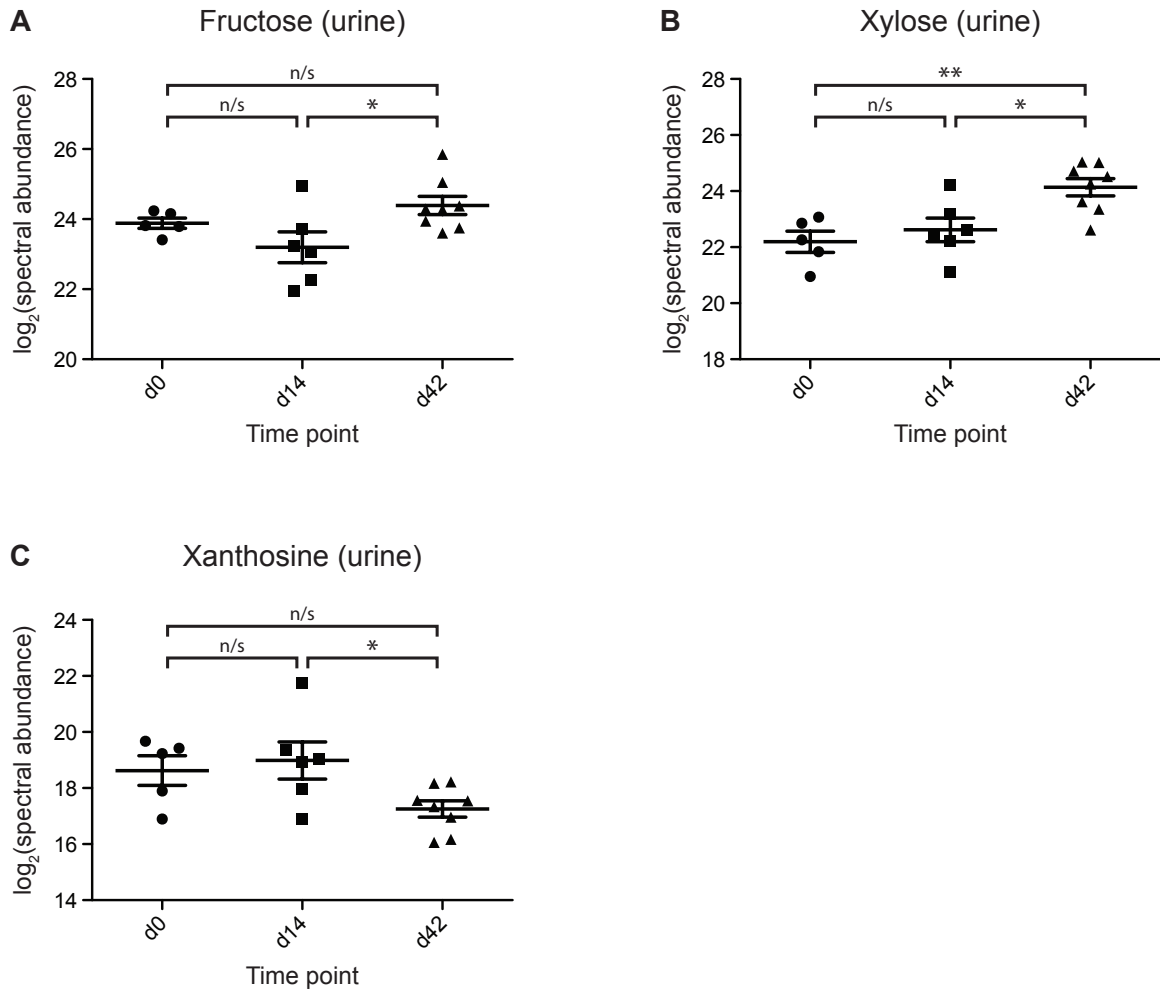 A Fructose (urine)
n/s
n/s *
28
26
24
22
20
log₂(spectral abundance)
d0 d14 d42
Time point
B Xylose (urine)
**
n/s *
28
26
24
22
20
18
log₂(spectral abundance)
d0 d14 d42
Time point
C Xanthosine (urine)
n/s
n/s *
24
22
20
18
16
14
log₂(spectral abundance)
d0 d14 d42
Time point